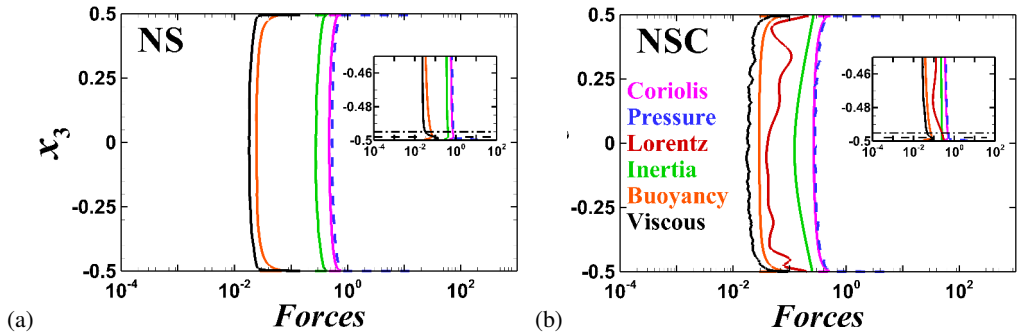 NS
0.5
0.25
0
-0.25
-0.5
x₃
10⁻⁴ 10⁻² 10⁰ 10²
Forces
-0.46
-0.48
-0.5
10⁻⁴ 10⁻² 10⁰ 10²
(a)
NSC
0.5
0.25
0
-0.25
-0.5
Coriolis
Pressure
Lorentz
Inertia
Buoyancy
Viscous
10⁻⁴ 10⁻² 10⁰ 10²
Forces
-0.46
-0.48
-0.5
10⁻⁴ 10⁻² 10⁰ 10²
(b)